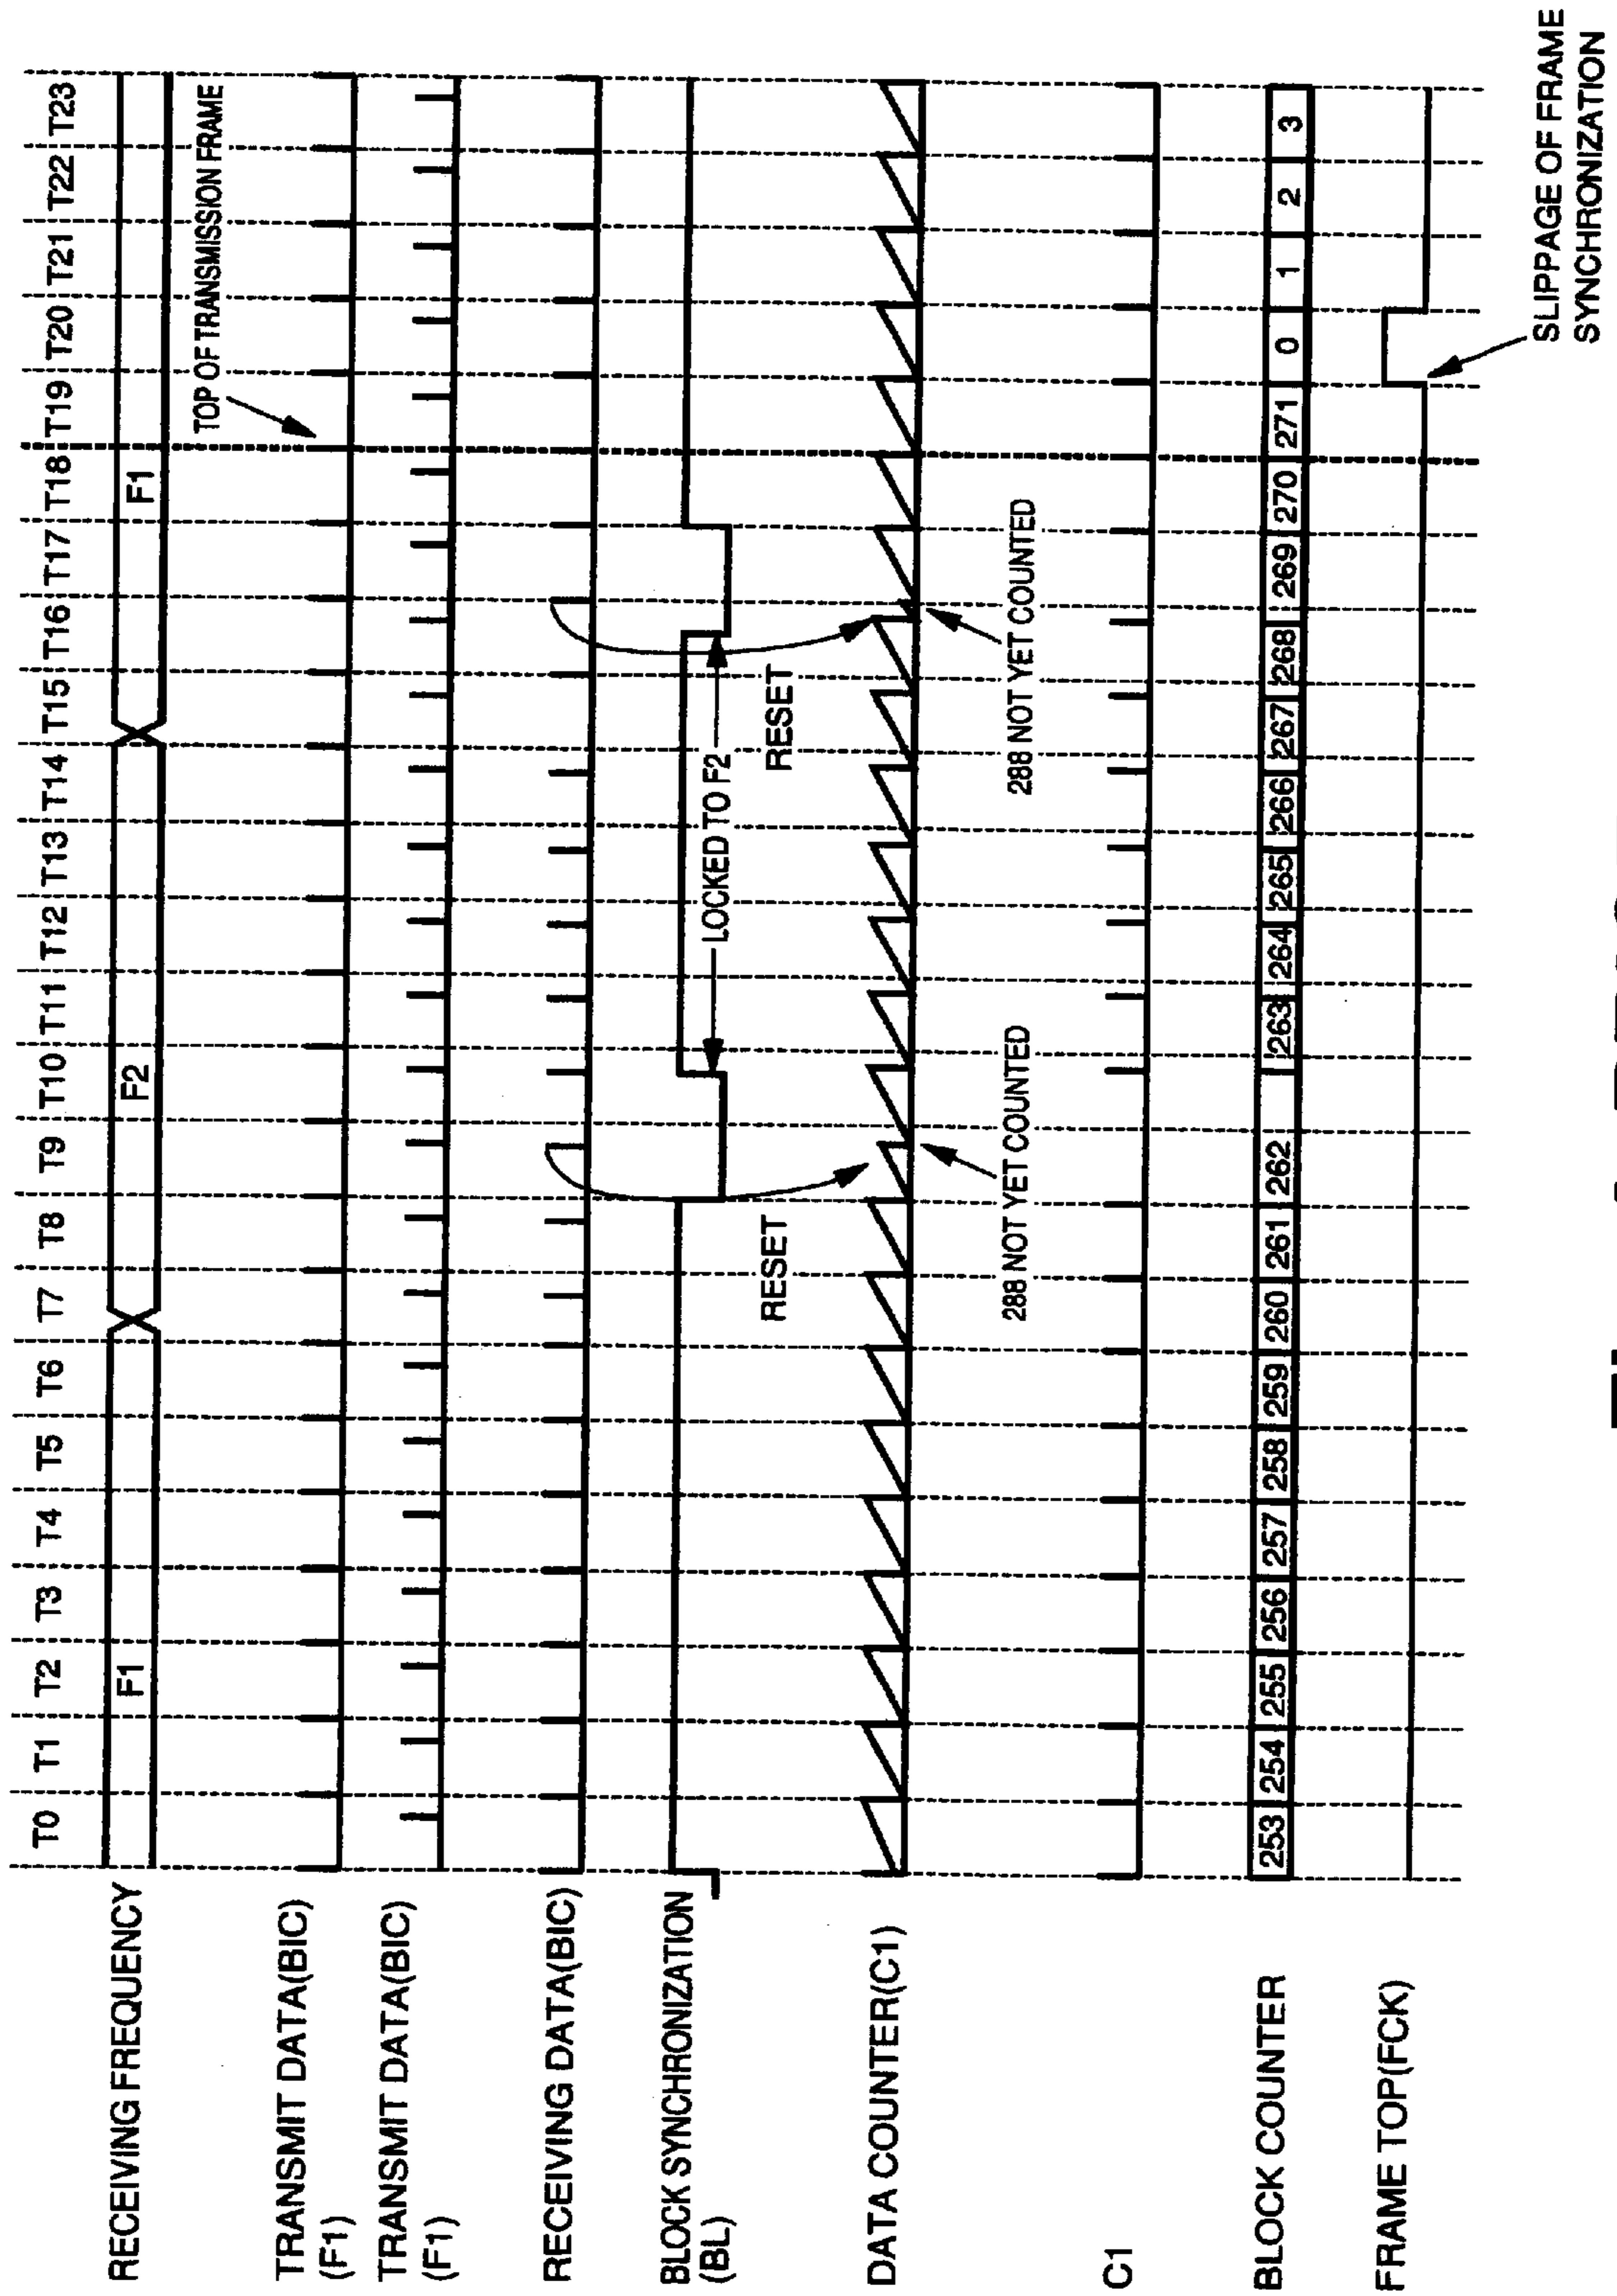 T0 T1 T2 T3 T4 T5 T6 T7 T8 T9 T10 T11 T12 T13 T14 T15 T16 T17 T18 T19 T20 T21 T22 T23
RECEIVING FREQUENCY
F1 F2 F1
TOP OF TRANSMISSION FRAME
TRANSMIT DATA(BIC)
(F1)
TRANSMIT DATA(BIC)
(F1)
RECEIVING DATA(BIC)
BLOCK SYNCHRONIZATION
(BL)
LOCKED TO F2
RESET
RESET
DATA COUNTER(C1)
288 NOT YET COUNTED
288 NOT YET COUNTED
C1
BLOCK COUNTER
253 254 255 256 257 258 259 260 261 262 263 264 265 266 267 268 269 270 271 0 1 2 3
FRAME TOP(FCK)
SLIPPAGE OF FRAME
SYNCHRONIZATION